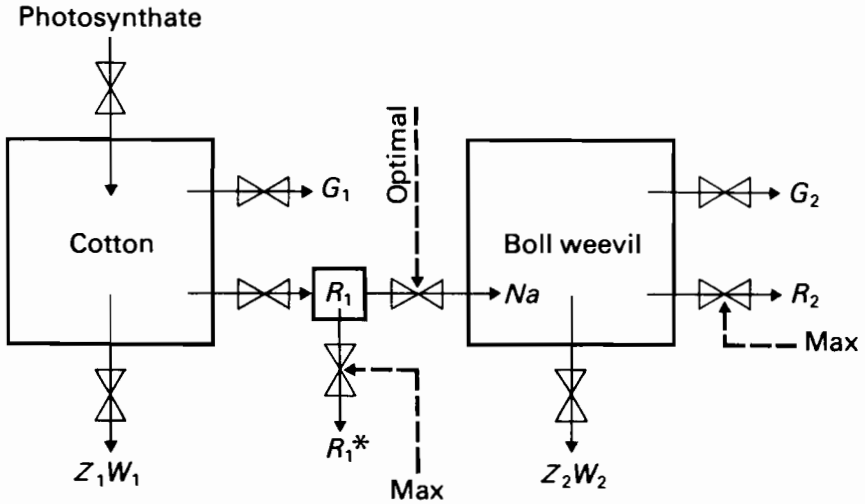 Photosynthate
Optimal
G₁
G₂
Cotton
Boll weevil
R₁
Na
R₂
Max
R₁*
Z₁W₁
Z₂W₂
Max